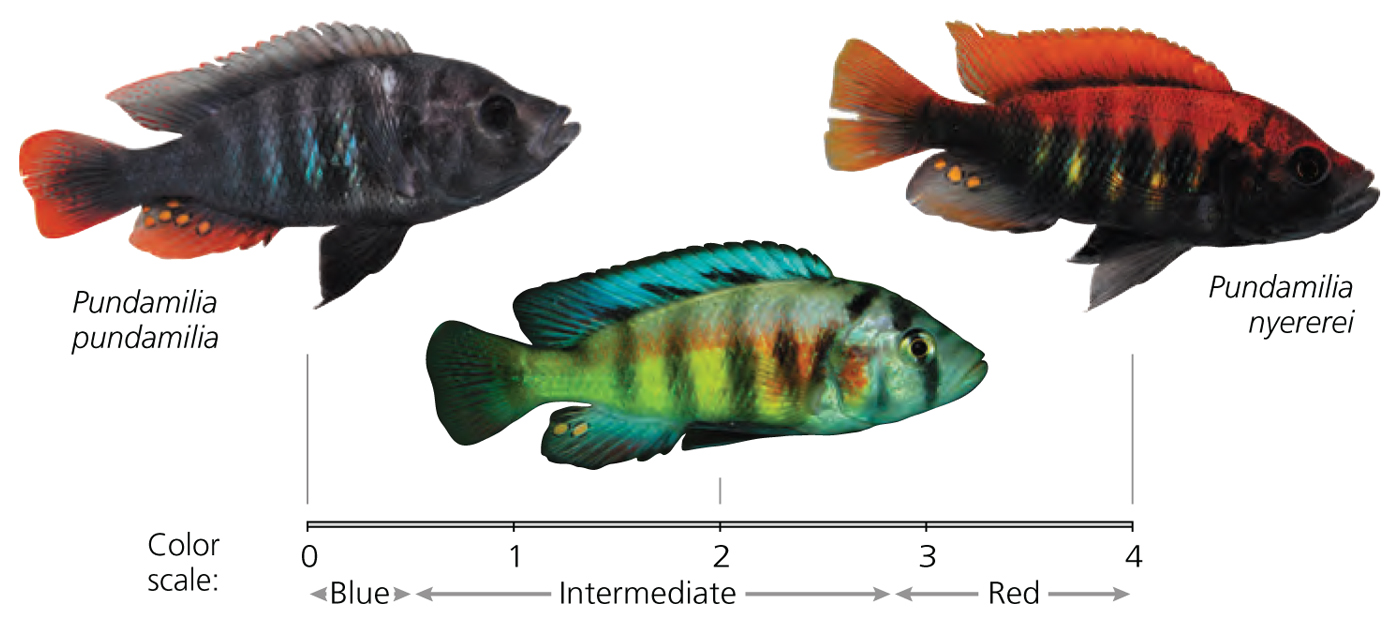 Pundamilia
pundamilia
Pundamilia
nyererei
Color
scale:
0 1 2 3 4
Blue Intermediate Red